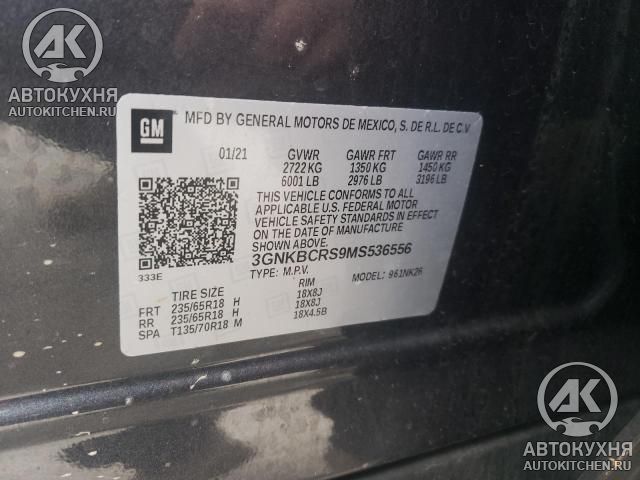 АВТОКУХНЯ
AUTOKITCHEN.RU
GM
MFD BY GENERAL MOTORS DE MEXICO, S. DE R.L. DE C.V
01/21 GVWR GAWR FRT GAWR RR
2722 KG 1350 KG 1450 KG
6001 LB 2976 LB 3196 LB
THIS VEHICLE CONFORMS TO ALL
APPLICABLE U.S. FEDERAL MOTOR
VEHICLE SAFETY STANDARDS IN EFFECT
ON THE DATE OF MANUFACTURE
SHOWN ABOVE.
3GNKBCRS9MS536556
333E
TYPE: M.P.V. MODEL: 961NK26
TIRE SIZE RIM
FRT 235/65R18 H 18X8J
RR 235/65R18 H 18X8J
SPA T135/70R18 M 18X4.5B
AK
АВТОКУХНЯ
AUTOKITCHEN.RU